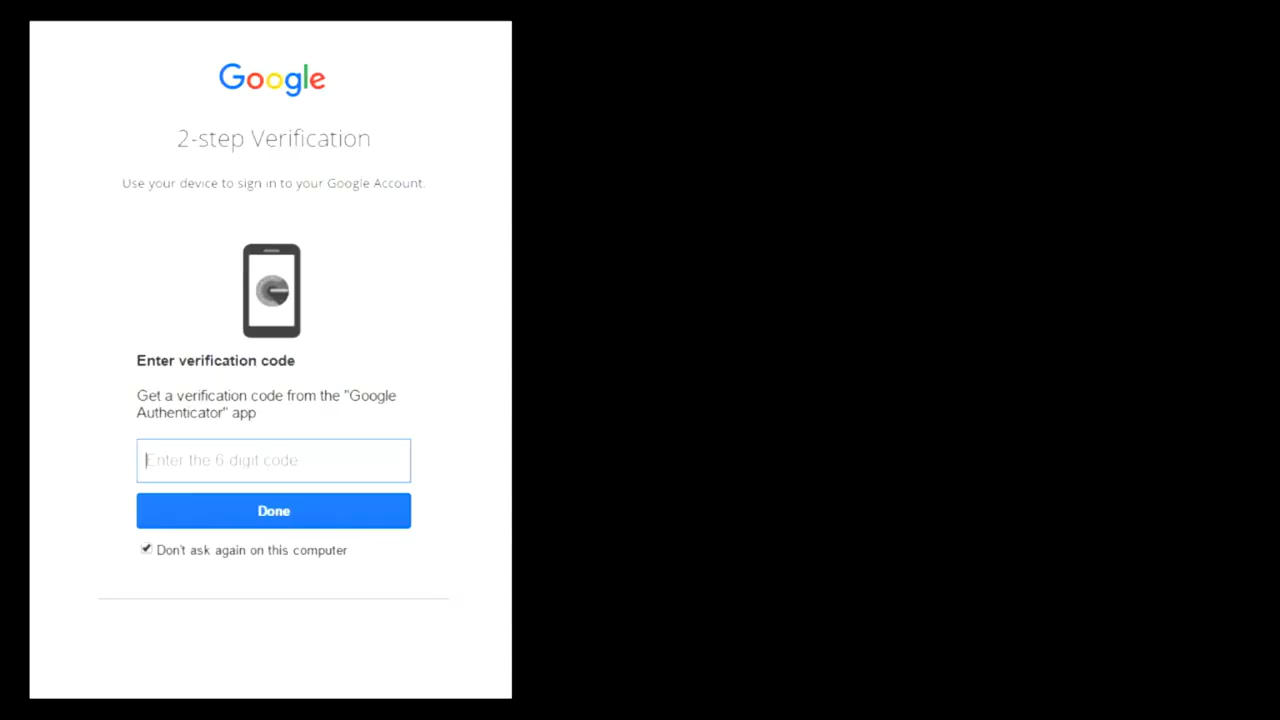 Google
2-step Verification
Use your device to sign in to your Google Account.
Enter verification code
Get a verification code from the "Google
Authenticator" app
Enter the 6 digit code
Done
Don't ask again on this computer